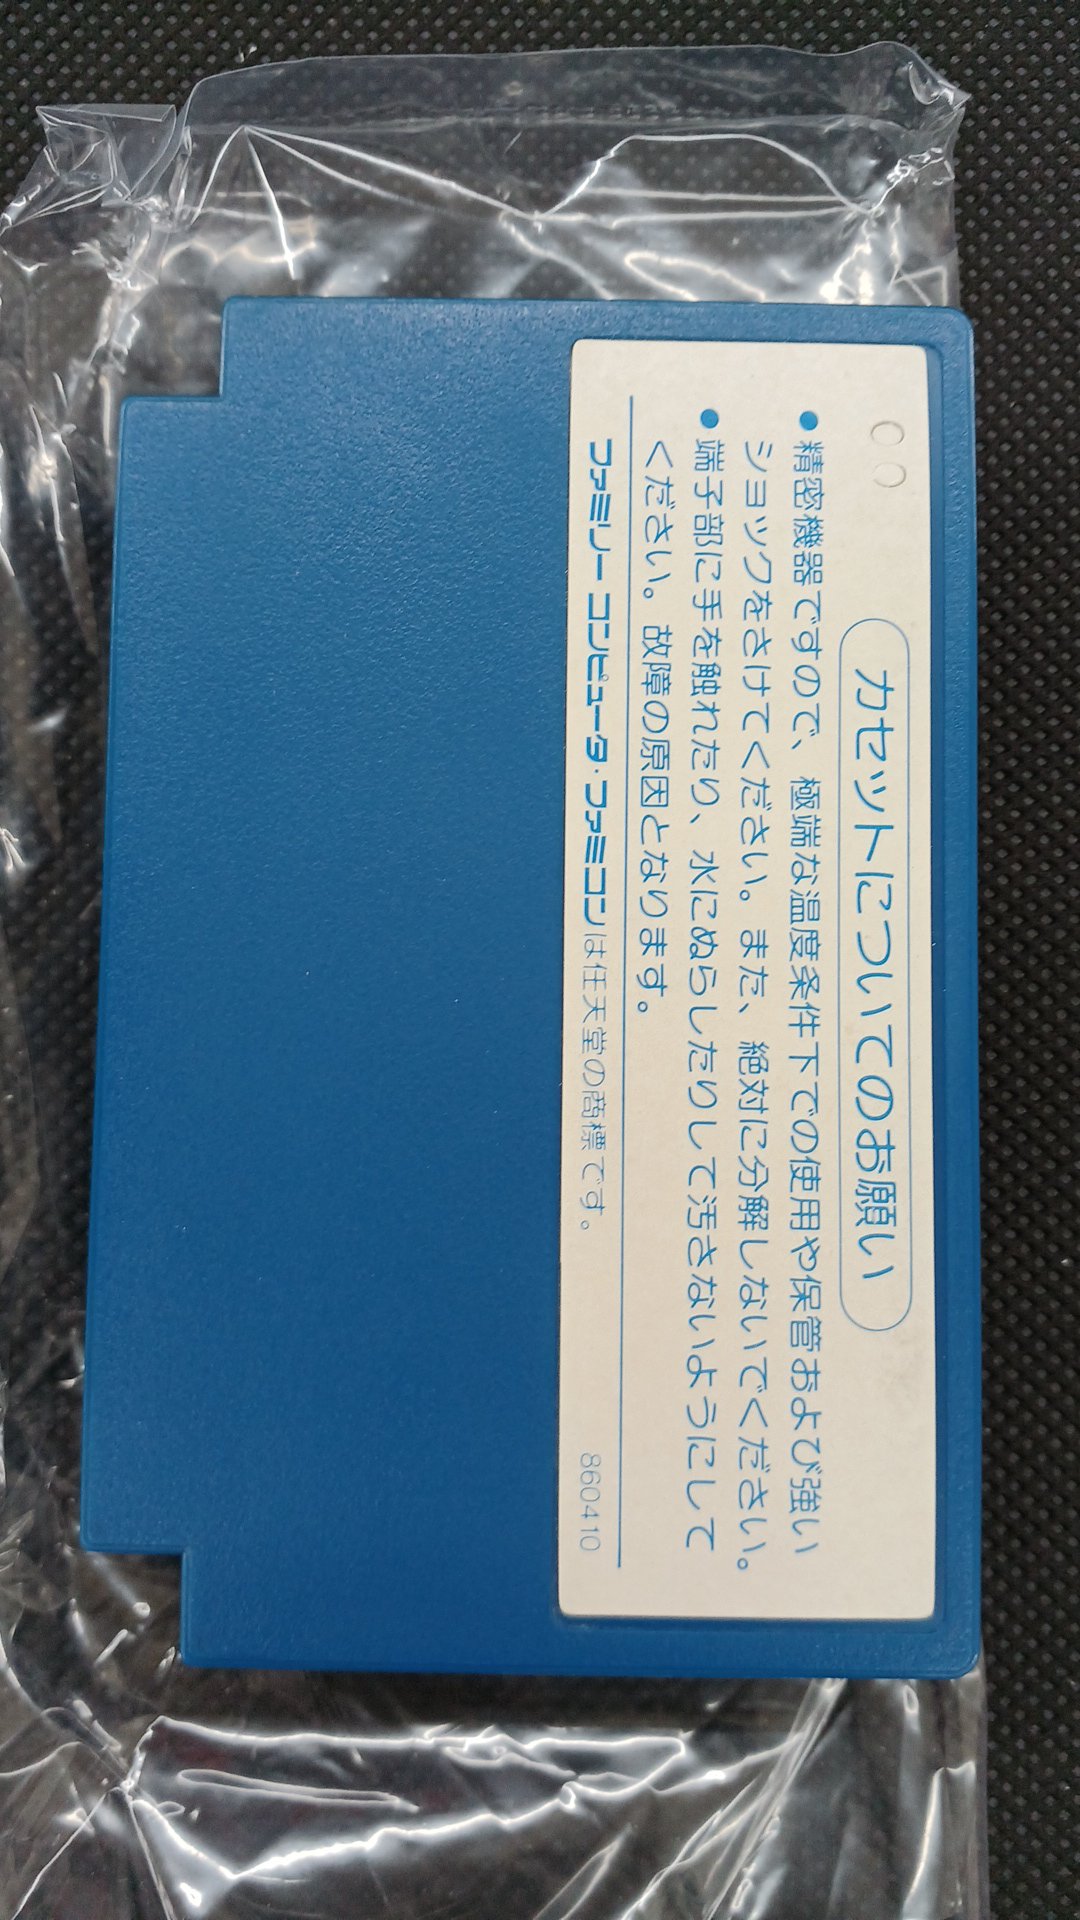 カセットについてのお願い
●精密機器ですので、極端な温度条件下での使用や保管および強い
ショックをさけてください。また、絶対に分解しないでください。
●端子部に手を触れたり、水にぬらしたりして汚さないようにして
ください。故障の原因となります。
ファミリー コンピュータ・ファミコンは任天堂の商標です。
860410